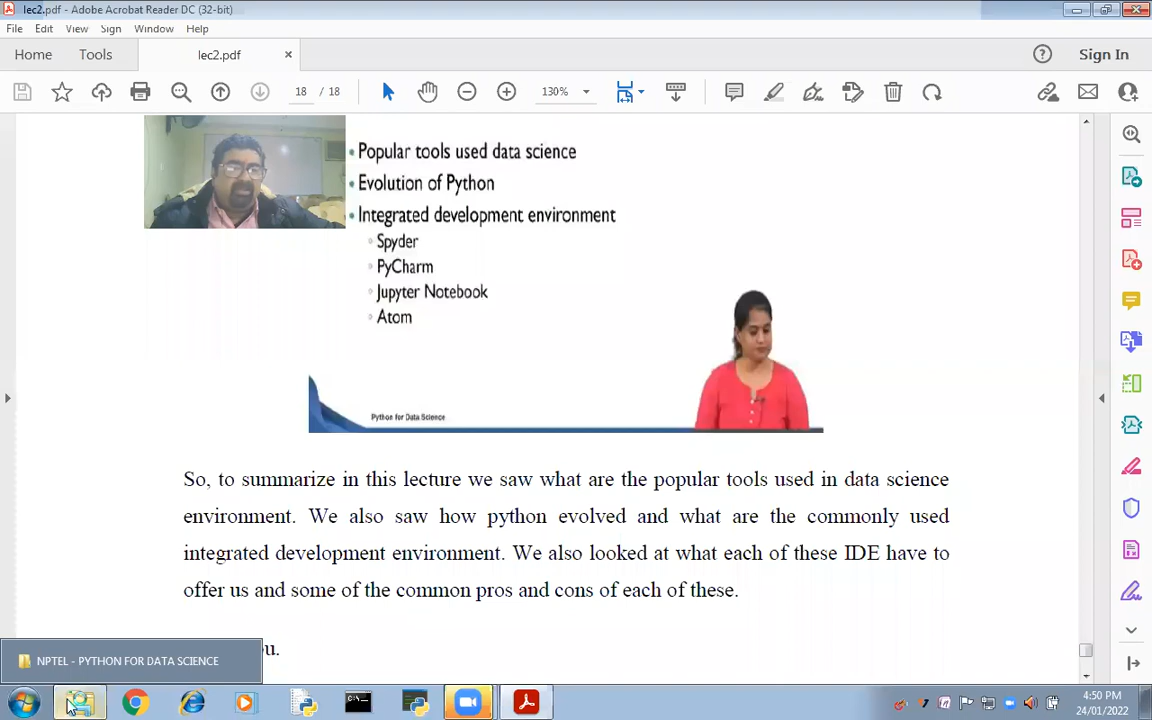 lec2.pdf - Adobe Acrobat Reader DC (32-bit)
File Edit View Sign Window Help
Home Tools lec2.pdf × Sign In
18 / 18 130%
Popular tools used data science
Evolution of Python
Integrated development environment
Spyder
PyCharm
Jupyter Notebook
Atom
Python for Data Science
So, to summarize in this lecture we saw what are the popular tools used in data science
environment. We also saw how python evolved and what are the commonly used
integrated development environment. We also looked at what each of these IDE have to
offer us and some of the common pros and cons of each of these.
ou.
NPTEL - PYTHON FOR DATA SCIENCE
4:50 PM
24/01/2022